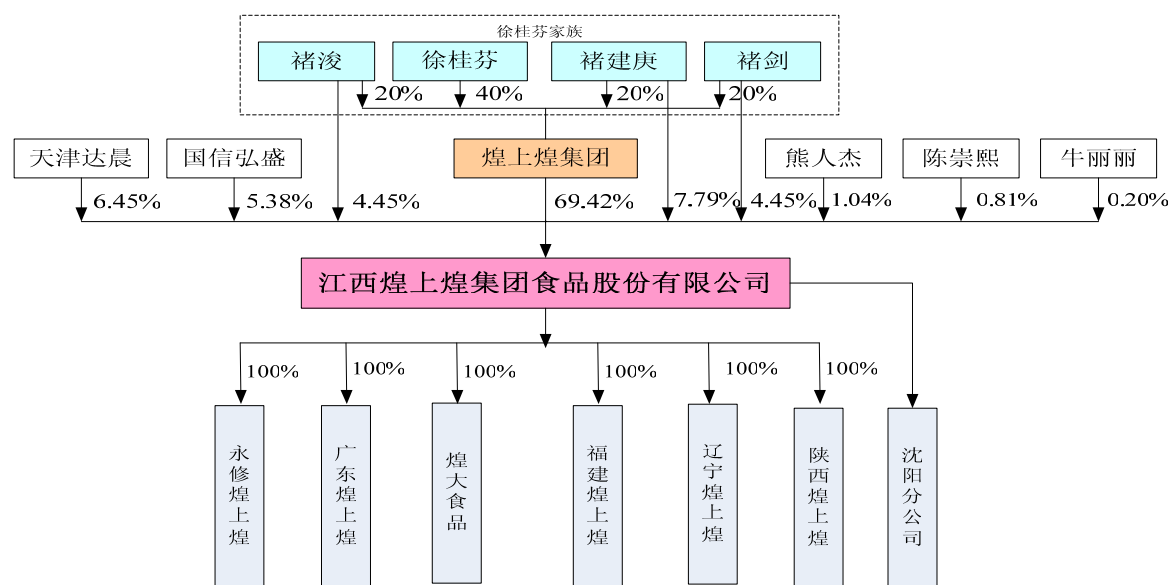 徐桂芬家族
褚浚
徐桂芬
褚建庚
褚剑
20%
40%
20%
20%
天津达晨
国信弘盛
煌上煌集团
熊人杰
陈崇熙
牛丽丽
6.45%
5.38%
4.45%
69.42%
7.79%
4.45%
1.04%
0.81%
0.20%
江西煌上煌集团食品股份有限公司
100%
100%
100%
100%
100%
100%
永修煌上煌
广东煌上煌
煌大食品
福建煌上煌
辽宁煌上煌
陕西煌上煌
沈阳分公司